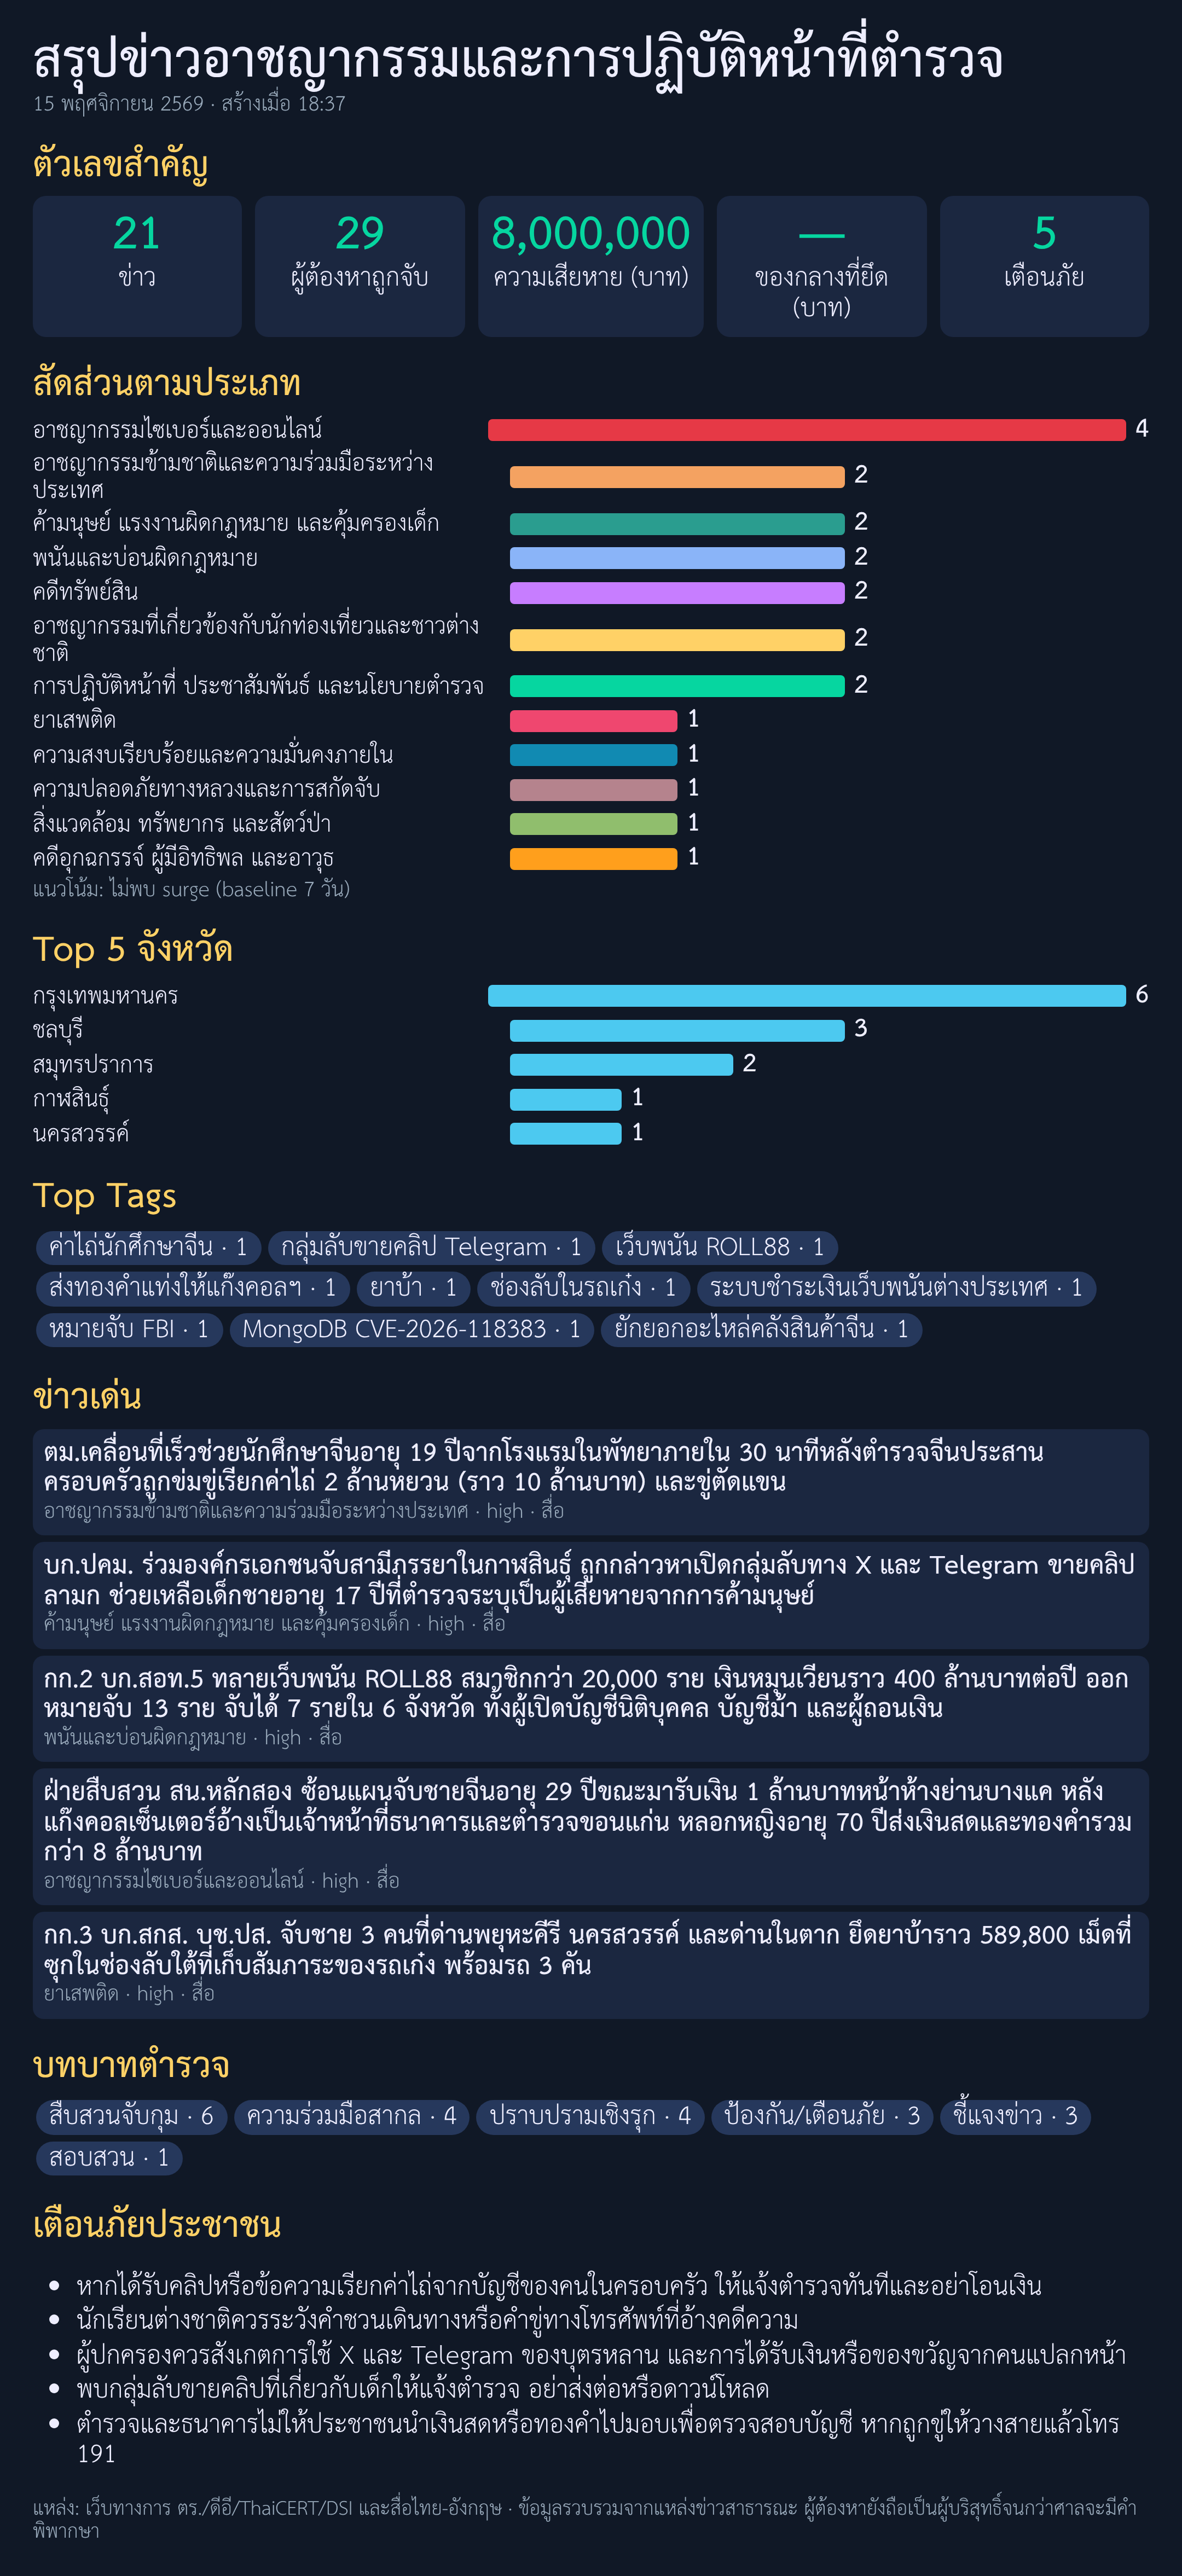 สรุปข่าวอาชญากรรมและการปฏิบัติหน้าที่ตำรวจ
15 พฤศจิกายน 2569 · สร้างเมื่อ 18:37
ตัวเลขสำคัญ
21
ข่าว
29
ผู้ต้องหาถูกจับ
8,000,000
ความเสียหาย (บาท)
—
ของกลางที่ยึด
(บาท)
5
เตือนภัย
สัดส่วนตามประเภท
อาชญากรรมไซเบอร์และออนไลน์ 4
อาชญากรรมข้ามชาติและความร่วมมือระหว่าง
ประเทศ 2
ค้ามนุษย์ แรงงานผิดกฎหมาย และคุ้มครองเด็ก 2
พนันและบ่อนผิดกฎหมาย 2
คดีทรัพย์สิน 2
อาชญากรรมที่เกี่ยวข้องกับนักท่องเที่ยวและชาวต่าง
ชาติ 2
การปฏิบัติหน้าที่ ประชาสัมพันธ์ และนโยบายตำรวจ 2
ยาเสพติด 1
ความสงบเรียบร้อยและความมั่นคงภายใน 1
ความปลอดภัยทางหลวงและการสกัดจับ 1
สิ่งแวดล้อม ทรัพยากร และสัตว์ป่า 1
คดีอุกฉกรรจ์ ผู้มีอิทธิพล และอาวุธ 1
แนวโน้ม: ไม่พบ surge (baseline 7 วัน)
Top 5 จังหวัด
กรุงเทพมหานคร 6
ชลบุรี 3
สมุทรปราการ 2
กาฬสินธุ์ 1
นครสวรรค์ 1
Top Tags
ค่าไถ่นักศึกษาจีน · 1 กลุ่มลับขายคลิป Telegram · 1 เว็บพนัน ROLL88 · 1
ส่งทองคำแท่งให้แก๊งคอลฯ · 1 ยาบ้า · 1 ช่องลับในรถเก๋ง · 1 ระบบชำระเงินเว็บพนันต่างประเทศ · 1
หมายจับ FBI · 1 MongoDB CVE-2026-118383 · 1 ยักยอกอะไหล่คลังสินค้าจีน · 1
ข่าวเด่น
ตม.เคลื่อนที่เร็วช่วยนักศึกษาจีนอายุ 19 ปีจากโรงแรมในพัทยาภายใน 30 นาทีหลังตำรวจจีนประสาน
ครอบครัวถูกข่มขู่เรียกค่าไถ่ 2 ล้านหยวน (ราว 10 ล้านบาท) และขู่ตัดแขน
อาชญากรรมข้ามชาติและความร่วมมือระหว่างประเทศ · high · สื่อ
บก.ปคม. ร่วมองค์กรเอกชนจับสามีภรรยาในกาฬสินธุ์ ถูกกล่าวหาเปิดกลุ่มลับทาง X และ Telegram ขายคลิป
ลามก ช่วยเหลือเด็กชายอายุ 17 ปีที่ตำรวจระบุเป็นผู้เสียหายจากการค้ามนุษย์
ค้ามนุษย์ แรงงานผิดกฎหมาย และคุ้มครองเด็ก · high · สื่อ
กก.2 บก.สอท.5 ทลายเว็บพนัน ROLL88 สมาชิกกว่า 20,000 ราย เงินหมุนเวียนราว 400 ล้านบาทต่อปี ออก
หมายจับ 13 ราย จับได้ 7 รายใน 6 จังหวัด ทั้งผู้เปิดบัญชีนิติบุคคล บัญชีม้า และผู้ถอนเงิน
พนันและบ่อนผิดกฎหมาย · high · สื่อ
ฝ่ายสืบสวน สน.หลักสอง ซ้อนแผนจับชายจีนอายุ 29 ปีขณะมารับเงิน 1 ล้านบาทหน้าห้างย่านบางแค หลัง
แก๊งคอลเซ็นเตอร์อ้างเป็นเจ้าหน้าที่ธนาคารและตำรวจขอนแก่น หลอกหญิงอายุ 70 ปีส่งเงินสดและทองคำรวม
กว่า 8 ล้านบาท
อาชญากรรมไซเบอร์และออนไลน์ · high · สื่อ
กก.3 บก.สกส. บช.ปส. จับชาย 3 คนที่ด่านพยุหะคีรี นครสวรรค์ และด่านในตาก ยึดยาบ้าราว 589,800 เม็ดที่
ซุกในช่องลับใต้ที่เก็บสัมภาระของรถเก๋ง พร้อมรถ 3 คัน
ยาเสพติด · high · สื่อ
บทบาทตำรวจ
สืบสวนจับกุม · 6 ความร่วมมือสากล · 4 ปราบปรามเชิงรุก · 4 ป้องกัน/เตือนภัย · 3 ชี้แจงข่าว · 3
สอบสวน · 1
เตือนภัยประชาชน
• หากได้รับคลิปหรือข้อความเรียกค่าไถ่จากบัญชีของคนในครอบครัว ให้แจ้งตำรวจทันทีและอย่าโอนเงิน
• นักเรียนต่างชาติควรระวังคำชวนเดินทางหรือคำขู่ทางโทรศัพท์ที่อ้างคดีความ
• ผู้ปกครองควรสังเกตการใช้ X และ Telegram ของบุตรหลาน และการได้รับเงินหรือของขวัญจากคนแปลกหน้า
• พบกลุ่มลับขายคลิปที่เกี่ยวกับเด็กให้แจ้งตำรวจ อย่าส่งต่อหรือดาวน์โหลด
• ตำรวจและธนาคารไม่ให้ประชาชนนำเงินสดหรือทองคำไปมอบเพื่อตรวจสอบบัญชี หากถูกขู่ให้วางสายแล้วโทร
191
แหล่ง: เว็บทางการ ตร./ดีอี/ThaiCERT/DSI และสื่อไทย-อังกฤษ · ข้อมูลรวบรวมจากแหล่งข่าวสาธารณะ ผู้ต้องหายังถือเป็นผู้บริสุทธิ์จนกว่าศาลจะมีคำ
พิพากษา